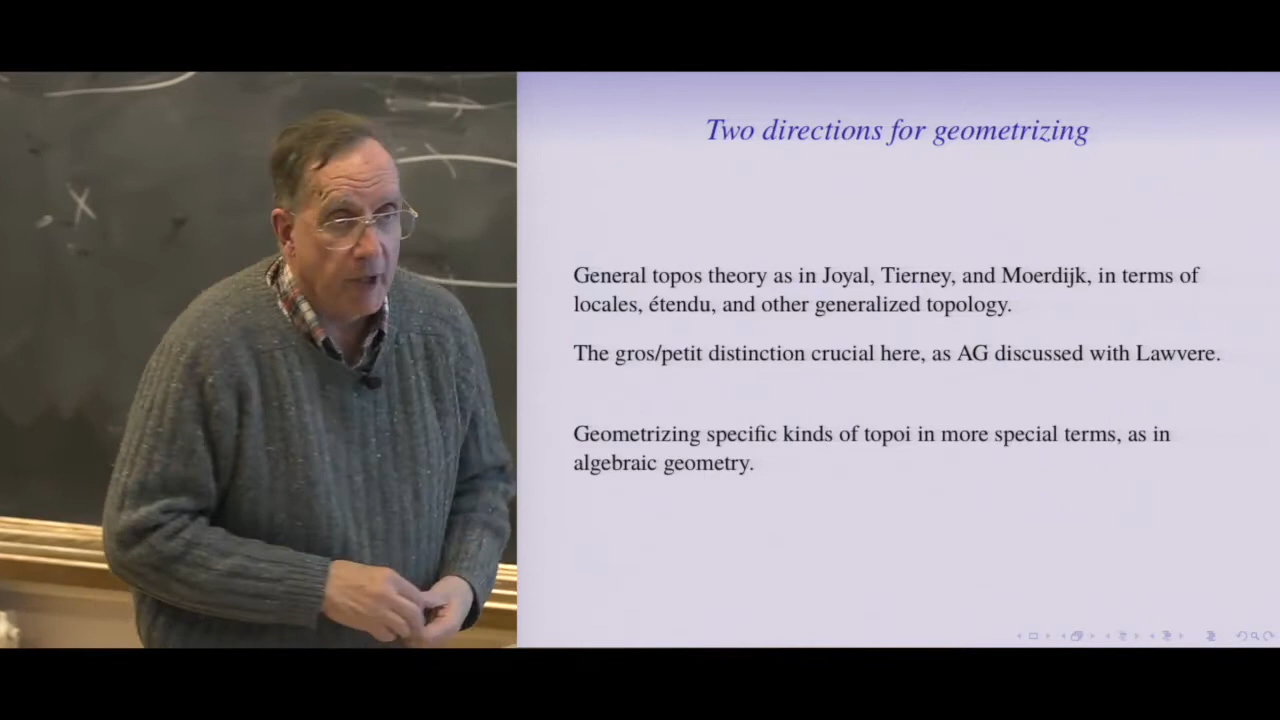 Two directions for geometrizing
General topos theory as in Joyal, Tierney, and Moerdijk, in terms of
locales, étendu, and other generalized topology.
The gros/petit distinction crucial here, as AG discussed with Lawvere.
Geometrizing specific kinds of topoi in more special terms, as in
algebraic geometry.